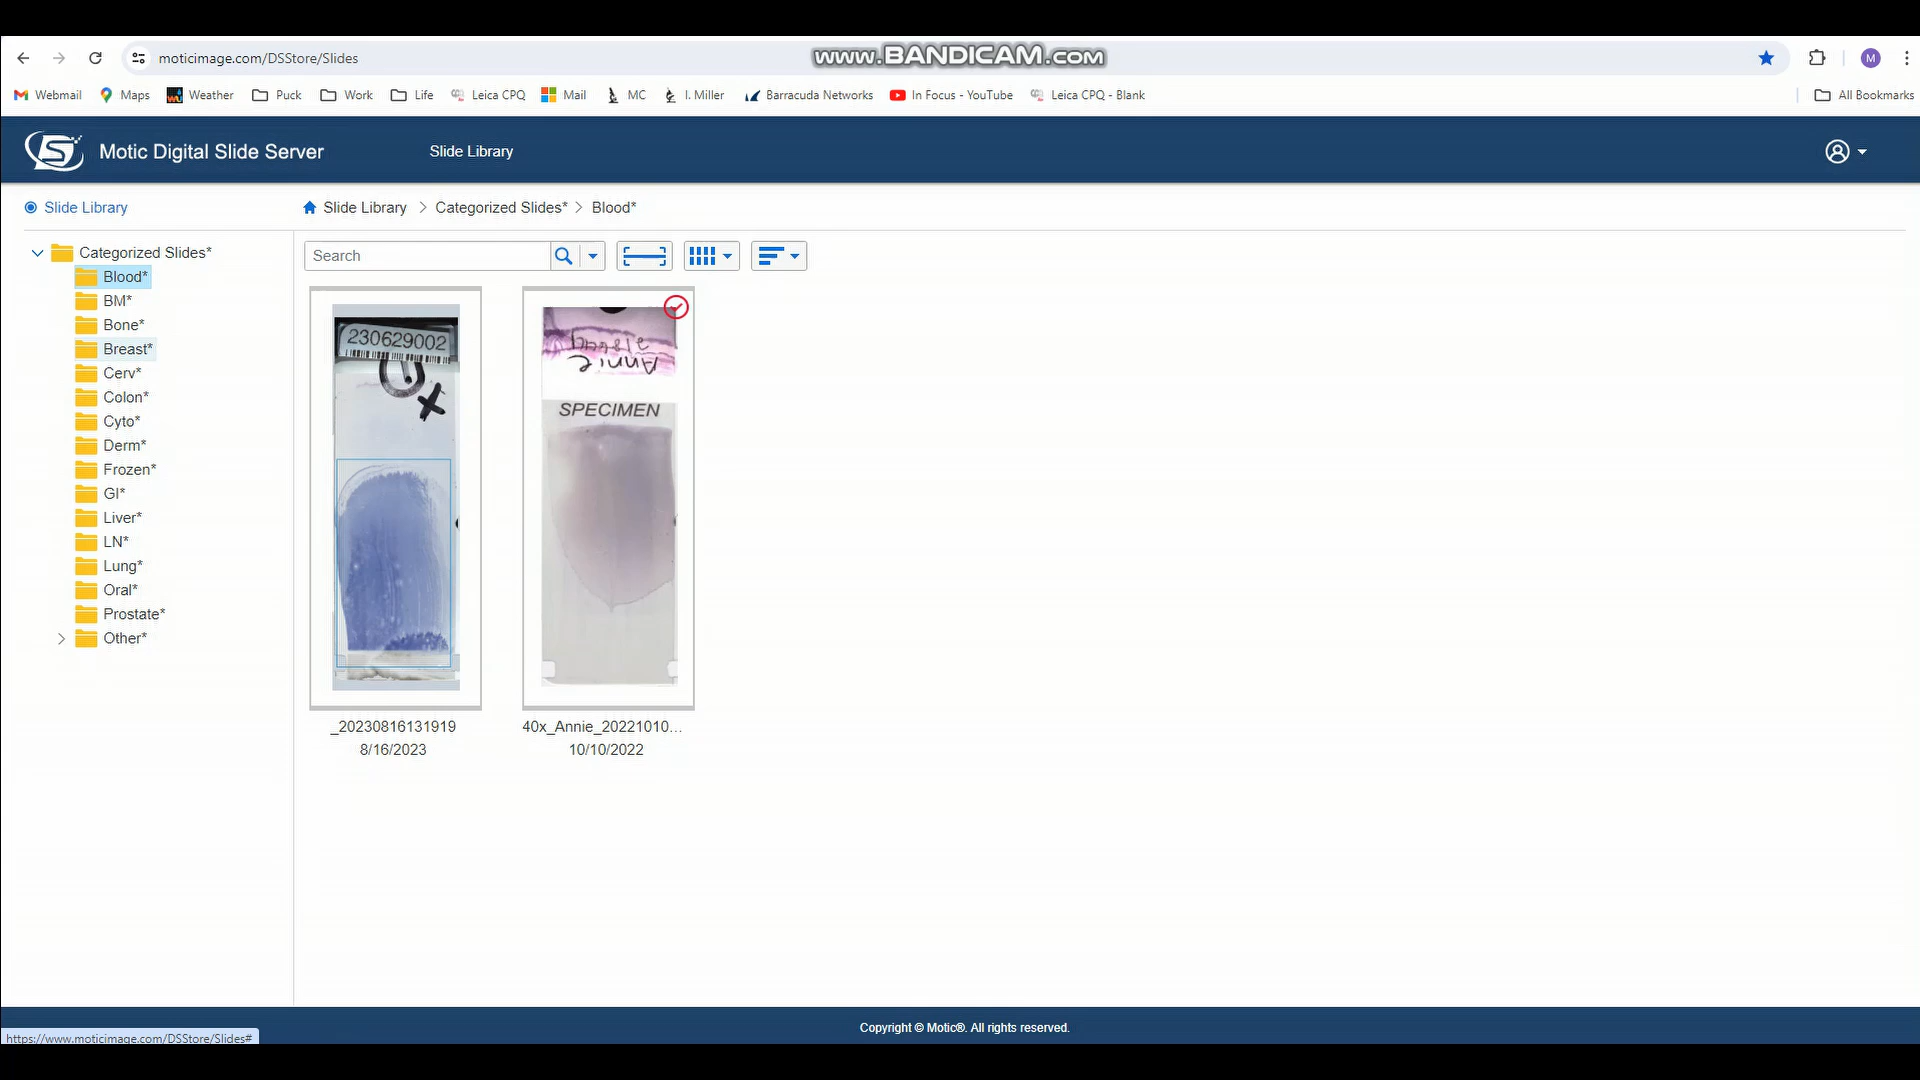 www.BANDICAM.com
moticimage.com/DSStore/Slides
M
Webmail Maps Weather Puck Work Life Leica CPQ Mail MC I. Miller Barracuda Networks In Focus - YouTube Leica CPQ - Blank All Bookmarks
Motic Digital Slide Server Slide Library
Slide Library
Slide Library > Categorized Slides* > Blood*
Search
Categorized Slides*
Blood*
BM*
Bone*
Breast*
Cerv*
Colon*
Cyto*
Derm*
Frozen*
GI*
Liver*
LN*
Lung*
Oral*
Prostate*
Other*
230629002
X
Annie
SPECIMEN
_20230816131919
8/16/2023
40x_Annie_20221010...
10/10/2022
Copyright © Motic®. All rights reserved.
https://www.moticimage.com/DSStore/Slides#